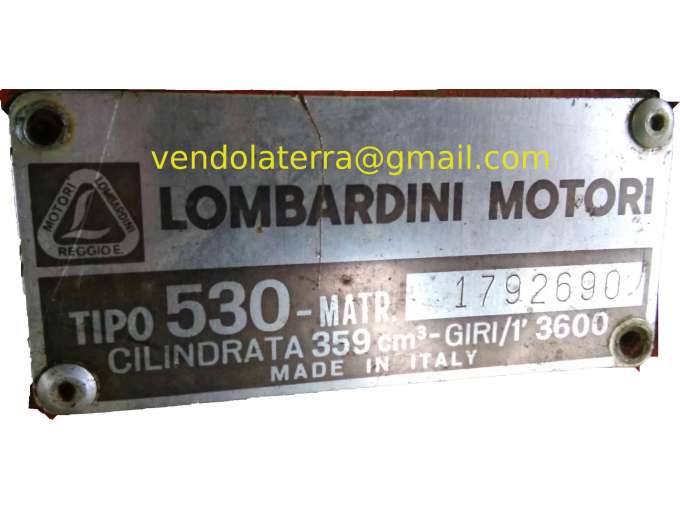 vendolaterra@gmail.com
MOTORI LOMBARDINI
REGGIO E.
LOMBARDINI MOTORI
TIPO 530-MATR. 1792690
CILINDRATA 359 cm³-GIRI/1' 3600
MADE IN ITALY